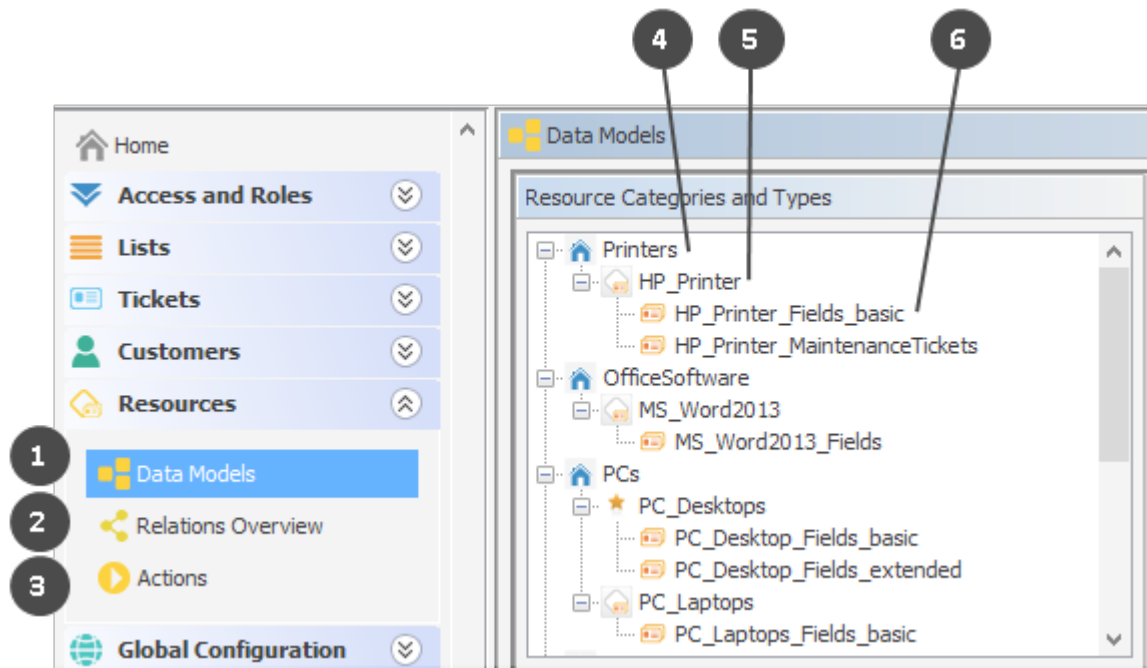 4 5 6
Home
Access and Roles
Lists
Tickets
Customers
Resources
1 Data Models
2 Relations Overview
3 Actions
Global Configuration
Data Models
Resource Categories and Types
Printers
HP_Printer
HP_Printer_Fields_basic
HP_Printer_MaintenanceTickets
OfficeSoftware
MS_Word2013
MS_Word2013_Fields
PCs
PC_Desktops
PC_Desktop_Fields_basic
PC_Desktop_Fields_extended
PC_Laptops
PC_Laptops_Fields_basic